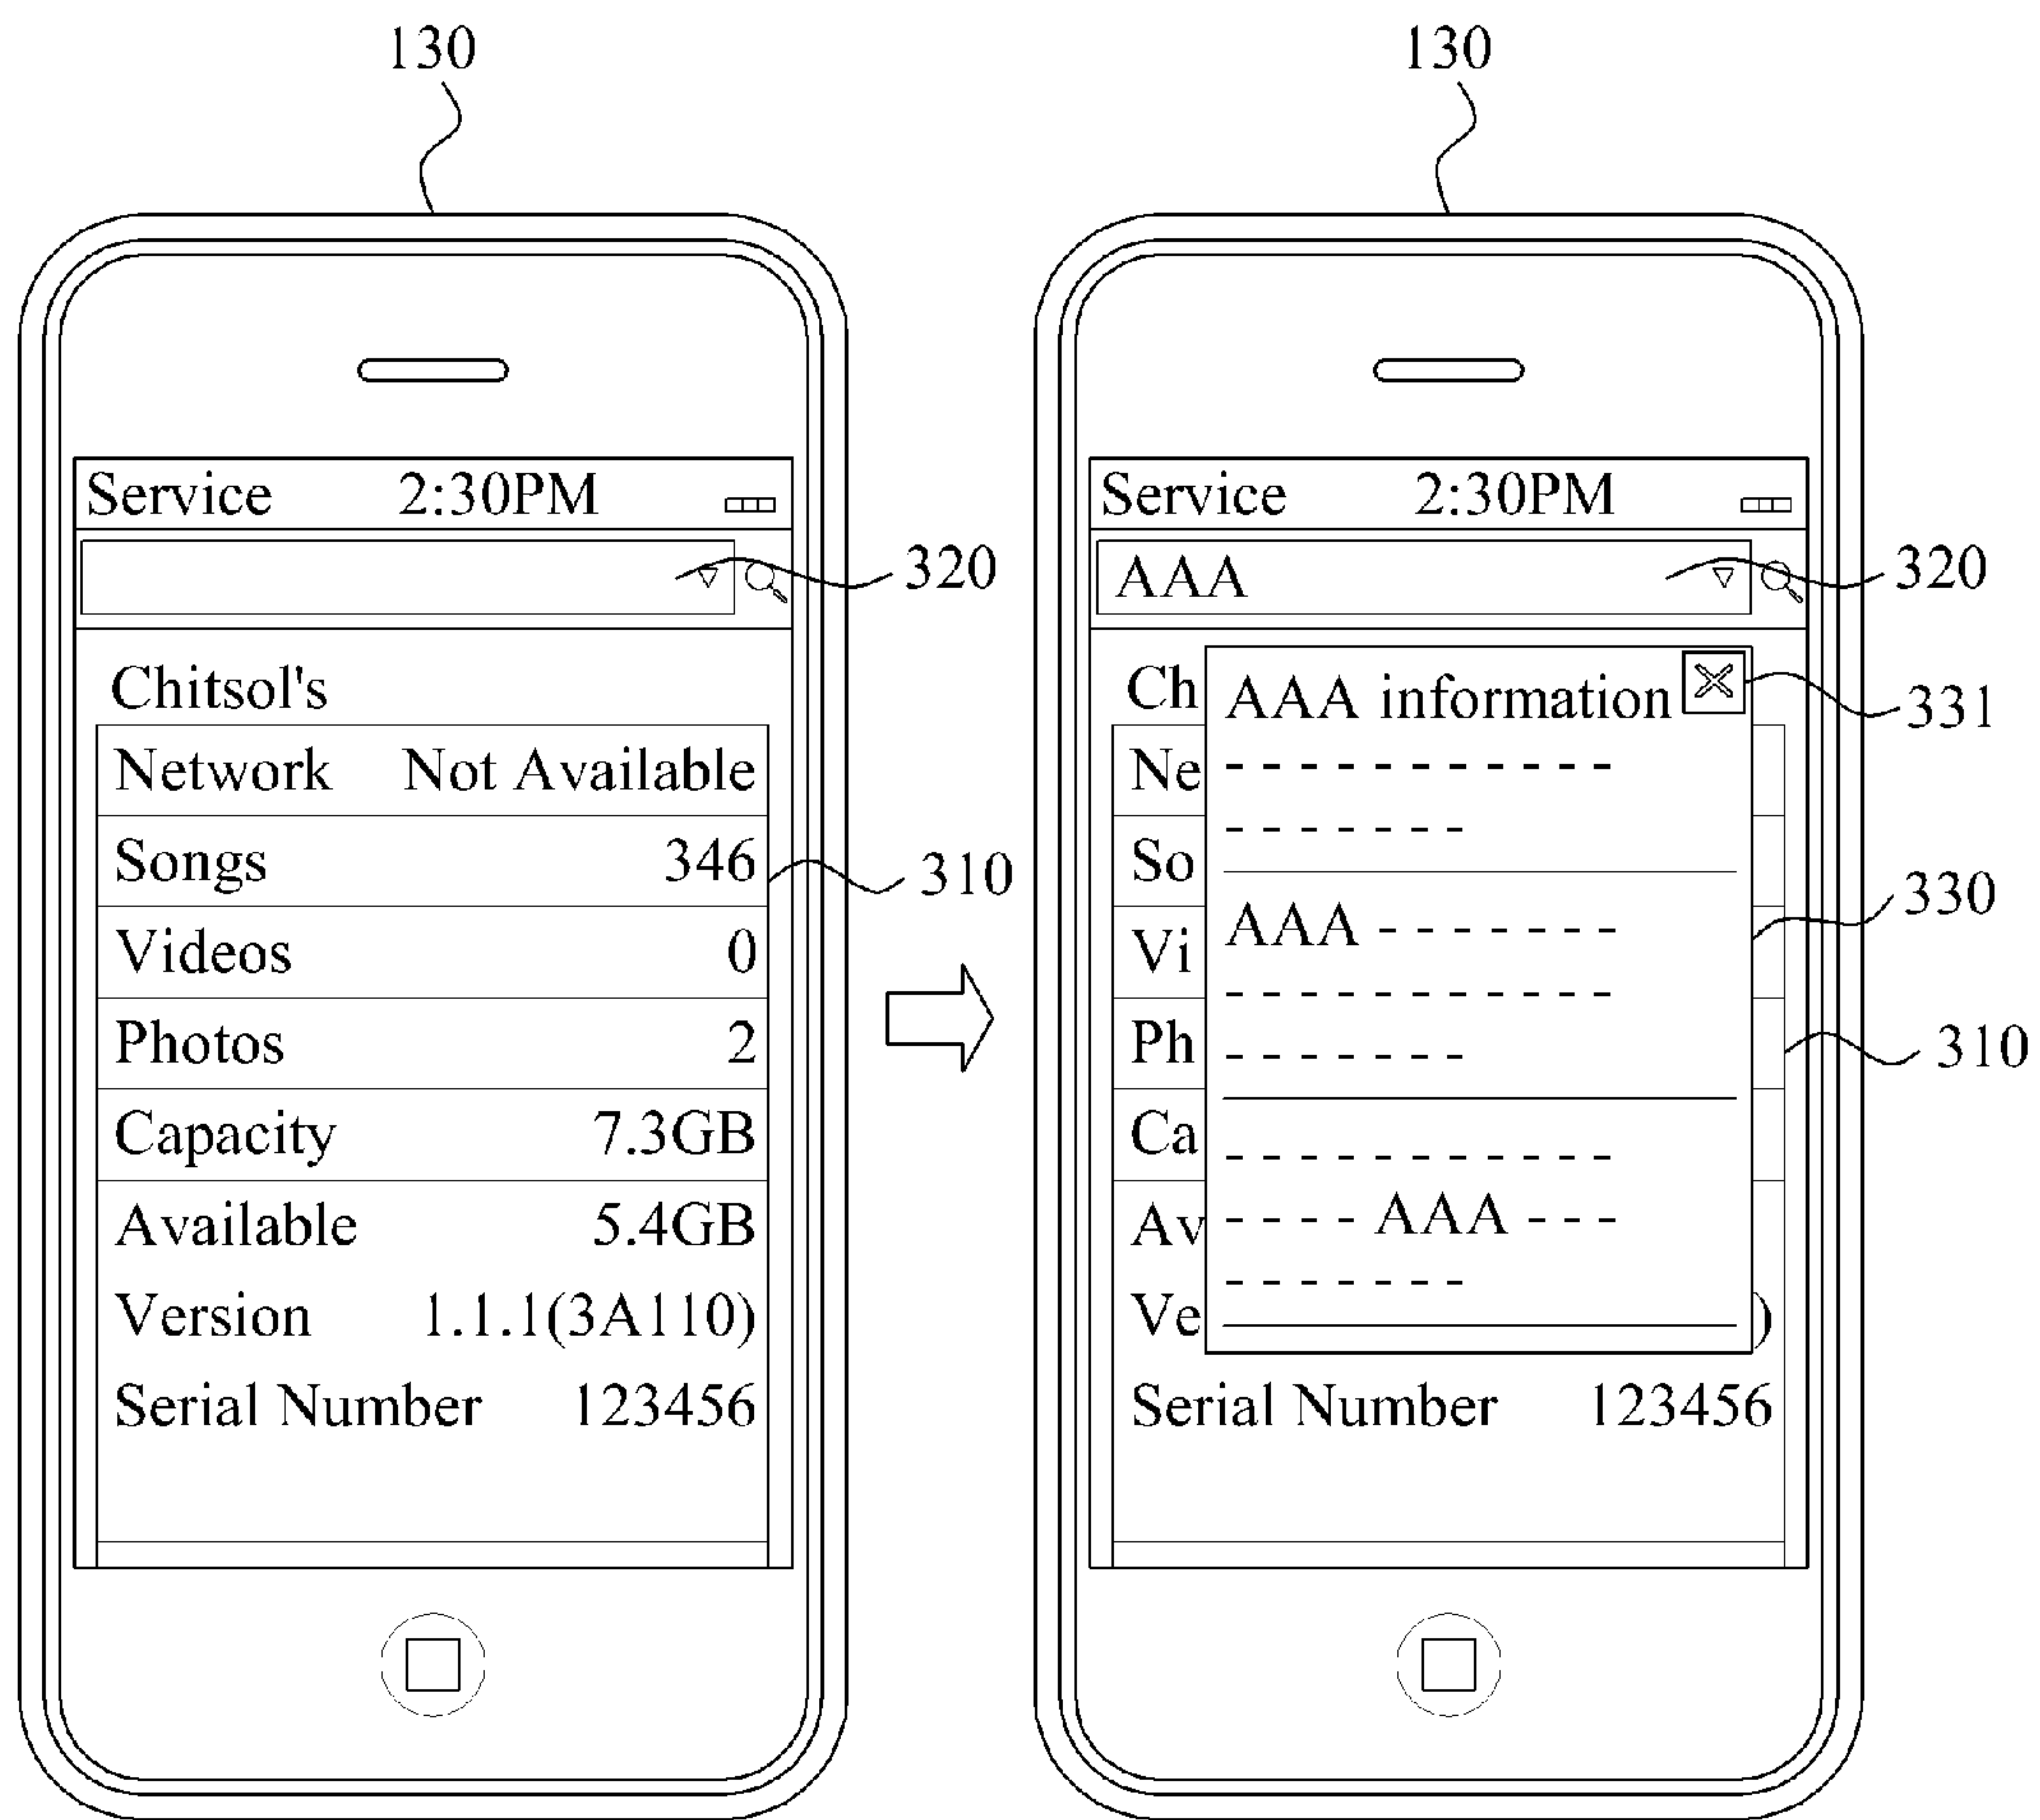 130
Service 2:30PM
320
Chitsol's
Network Not Available
Songs 346
310
Videos 0
Photos 2
Capacity 7.3GB
Available 5.4GB
Version 1.1.1(3A110)
Serial Number 123456
130
Service 2:30PM
AAA
320
Ch
AAA information
331
Ne
So
330
Vi
AAA - - - - - - -
Ph
310
Ca
Av
- - - - AAA - - -
Ve )
Serial Number 123456